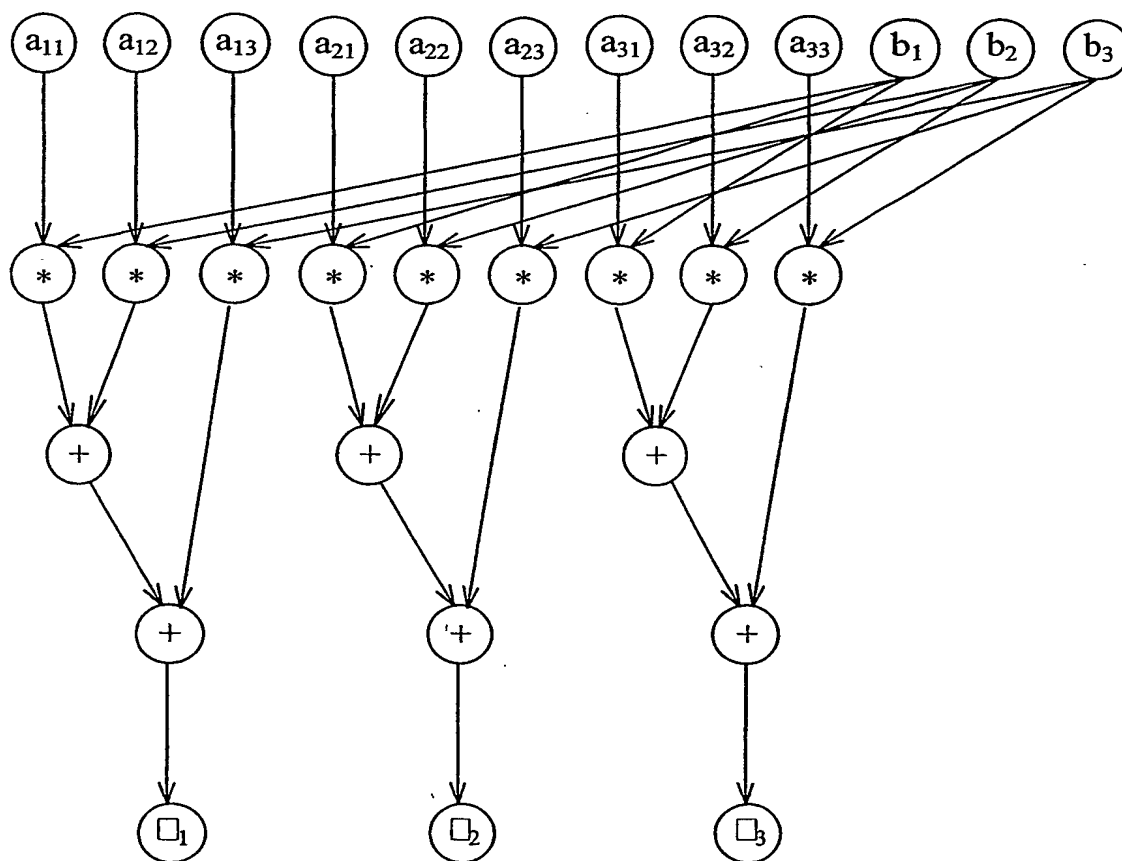 a₁₁ a₁₂ a₁₃ a₂₁ a₂₂ a₂₃ a₃₁ a₃₂ a₃₃ b₁ b₂ b₃
* * * * * * * * *
+ + +
+ + +
□₁ □₂ □₃